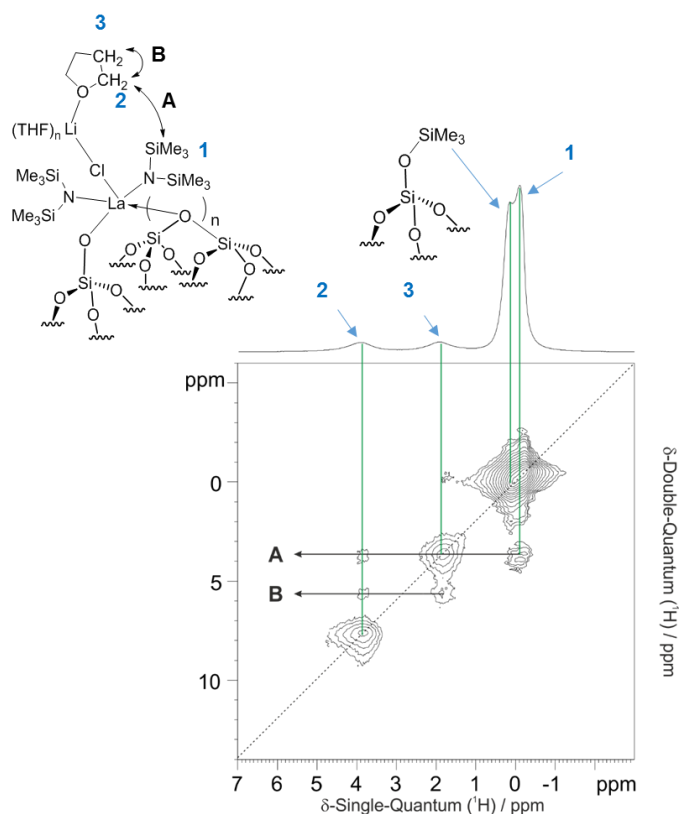 3
CH2
B
CH2
O
2
A
(THF)n
Li
SiMe3
1
Cl
Me3Si
N
SiMe3
N
Me3Si
La
( O )n
O
Si
Si
Si
O
O
O
O
O
O
O
SiMe3
O
Si
O
O
O
1
2
3
ppm
0
A
5
B
10
7 6 5 4 3 2 1 0 -1 ppm
δ-Single-Quantum (1H) / ppm
δ-Double-Quantum (1H) / ppm